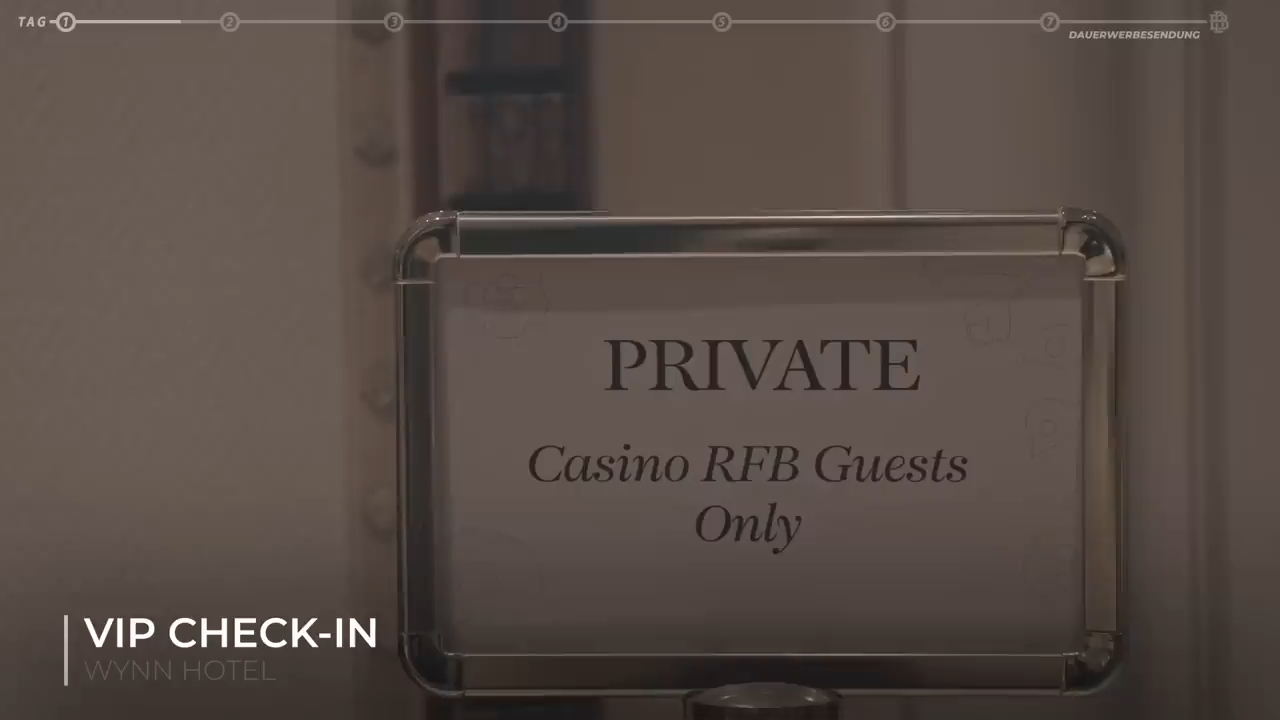 TAG 1 2 3 4 5 6 7
DAUERWERBESENDUNG
PRIVATE
Casino RFB Guests
Only
VIP CHECK-IN
WYNN HOTEL